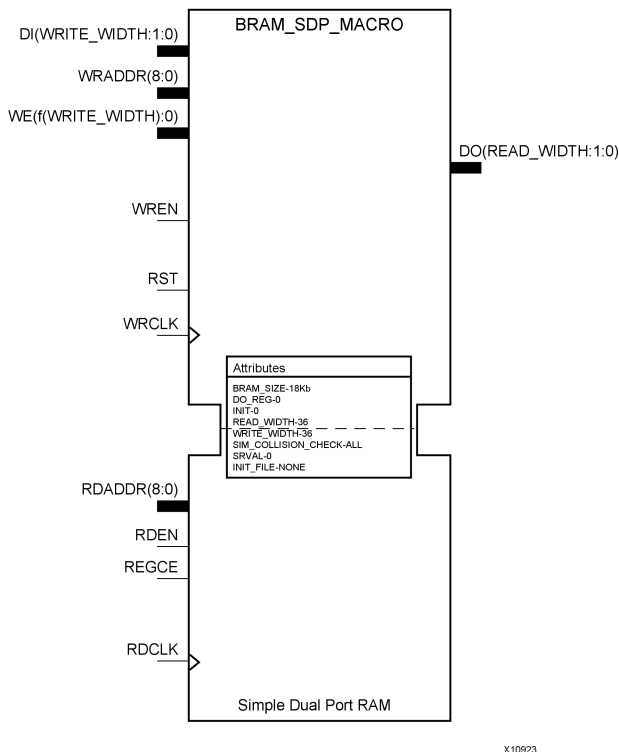 BRAM_SDP_MACRO
DI(WRITE_WIDTH:1:0)
WRADDR(8:0)
WE(f(WRITE_WIDTH):0)
DO(READ_WIDTH:1:0)
WREN
RST
WRCLK
Attributes
BRAM_SIZE-18Kb
DO_REG-0
INIT-0
READ_WIDTH-36
WRITE_WIDTH-36
SIM_COLLISION_CHECK-ALL
SRVAL-0
INIT_FILE-NONE
RDADDR(8:0)
RDEN
REGCE
RDCLK
Simple Dual Port RAM
X10923